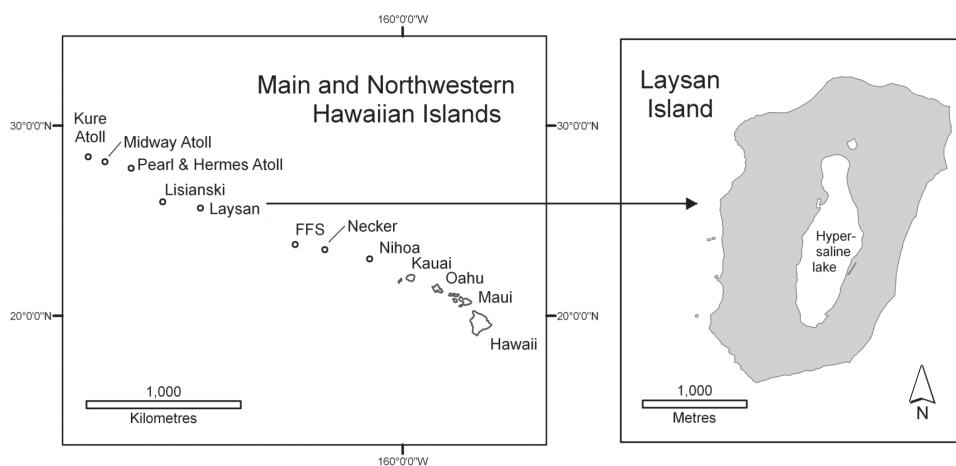 160°0'0"W
Main and Northwestern
Hawaiian Islands
30°0'0"N
30°0'0"N
Kure
Atoll
Midway Atoll
Pearl & Hermes Atoll
Lisianski
Laysan
FFS
Necker
Nihoa
Kauai
Oahu
Maui
Hawaii
20°0'0"N
20°0'0"N
1,000
Kilometres
160°0'0"W
Laysan
Island
Hyper-
saline
lake
1,000
Metres
N